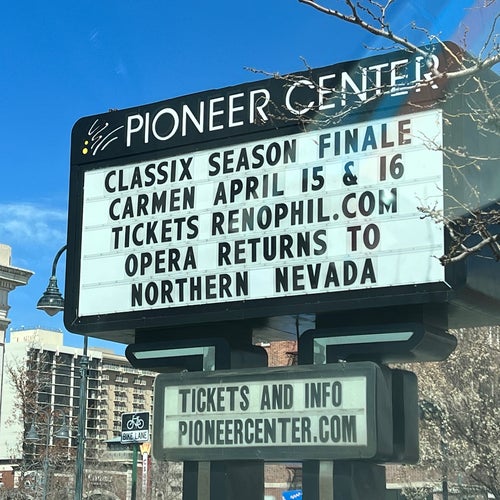 PIONEER CENTER
CLASSIX SEASON FINALE
CARMEN APRIL 15 & 16
TICKETS RENOPHIL.COM
OPERA RETURNS TO
NORTHERN NEVADA
TICKETS AND INFO
PIONEERCENTER.COM
BIKE LANE